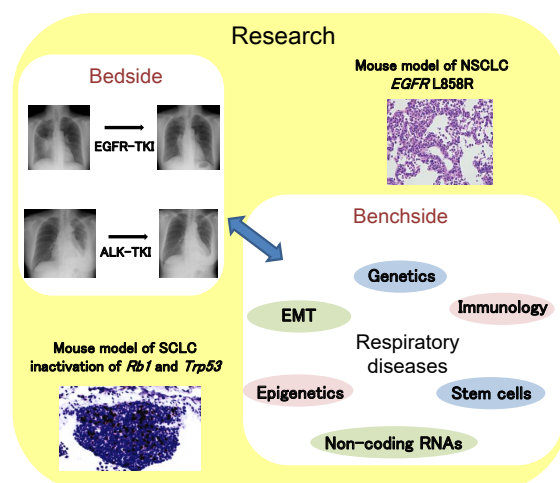 Research
Bedside
EGFR-TKI
ALK-TKI
Mouse model of NSCLC
EGFR L858R
Benchside
Genetics
Immunology
EMT
Respiratory
diseases
Epigenetics
Stem cells
Non-coding RNAs
Mouse model of SCLC
inactivation of Rb1 and Trp53